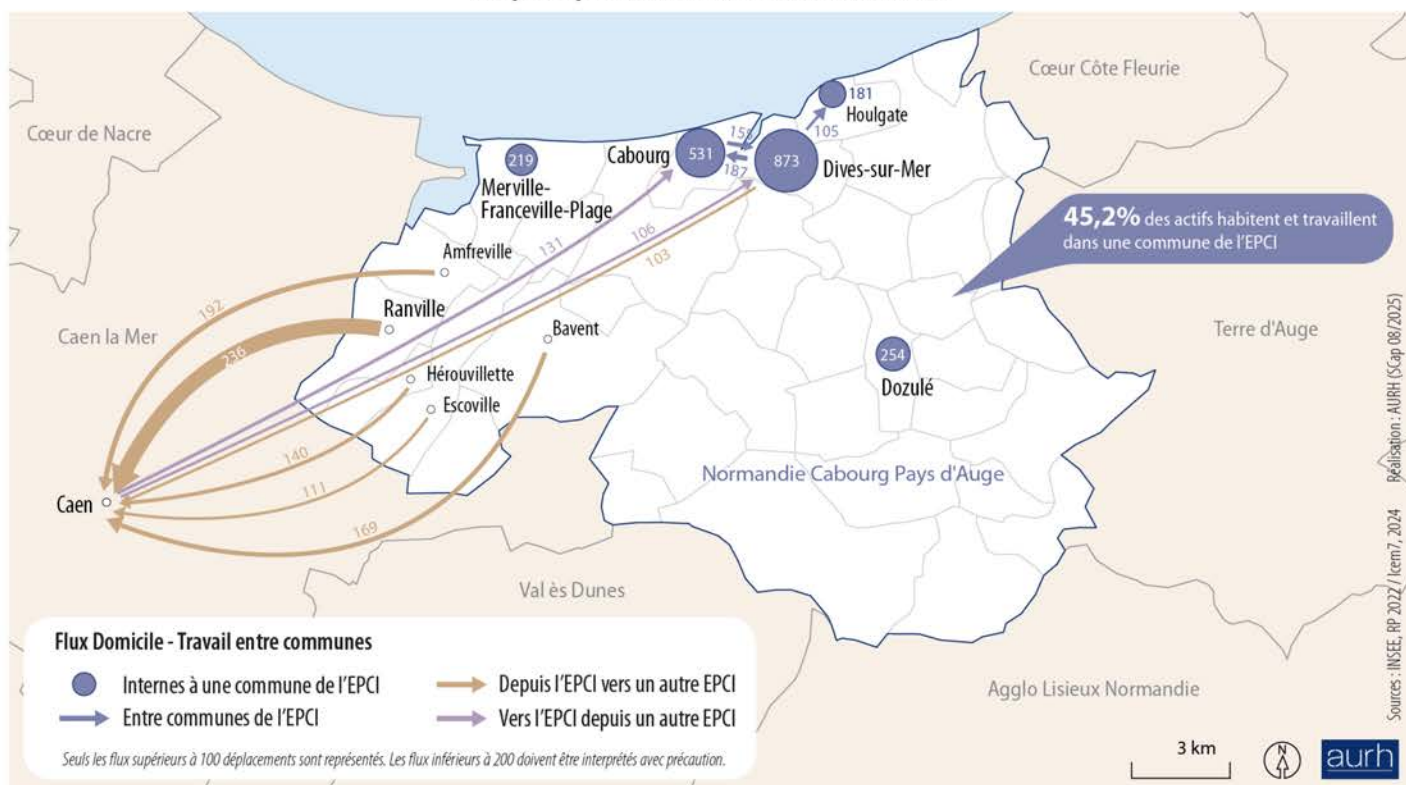 Cœur Côte Fleurie
Cœur de Nacre
181
Houlgate
105
158
187
Cabourg
531
873
Dives-sur-Mer
219
Merville-
Franceville-Plage
45,2% des actifs habitent et travaillent
dans une commune de l'EPCI
131
106
103
Amfreville
192
Ranville
236
Bavent
Caen la Mer
Terre d'Auge
254
Dozulé
Hérouvillette
Escoville
140
111
169
Caen
Normandie Cabourg Pays d'Auge
Val ès Dunes
Agglo Lisieux Normandie
Flux Domicile - Travail entre communes
Internes à une commune de l'EPCI
Depuis l'EPCI vers un autre EPCI
Entre communes de l'EPCI
Vers l'EPCI depuis un autre EPCI
Seuls les flux supérieurs à 100 déplacements sont représentés. Les flux inférieurs à 200 doivent être interprétés avec précaution.
3 km
N
aurh
Sources : INSEE, RP 2022 / Icem7, 2024 Réalisation : AURH (SCap 08/2025)